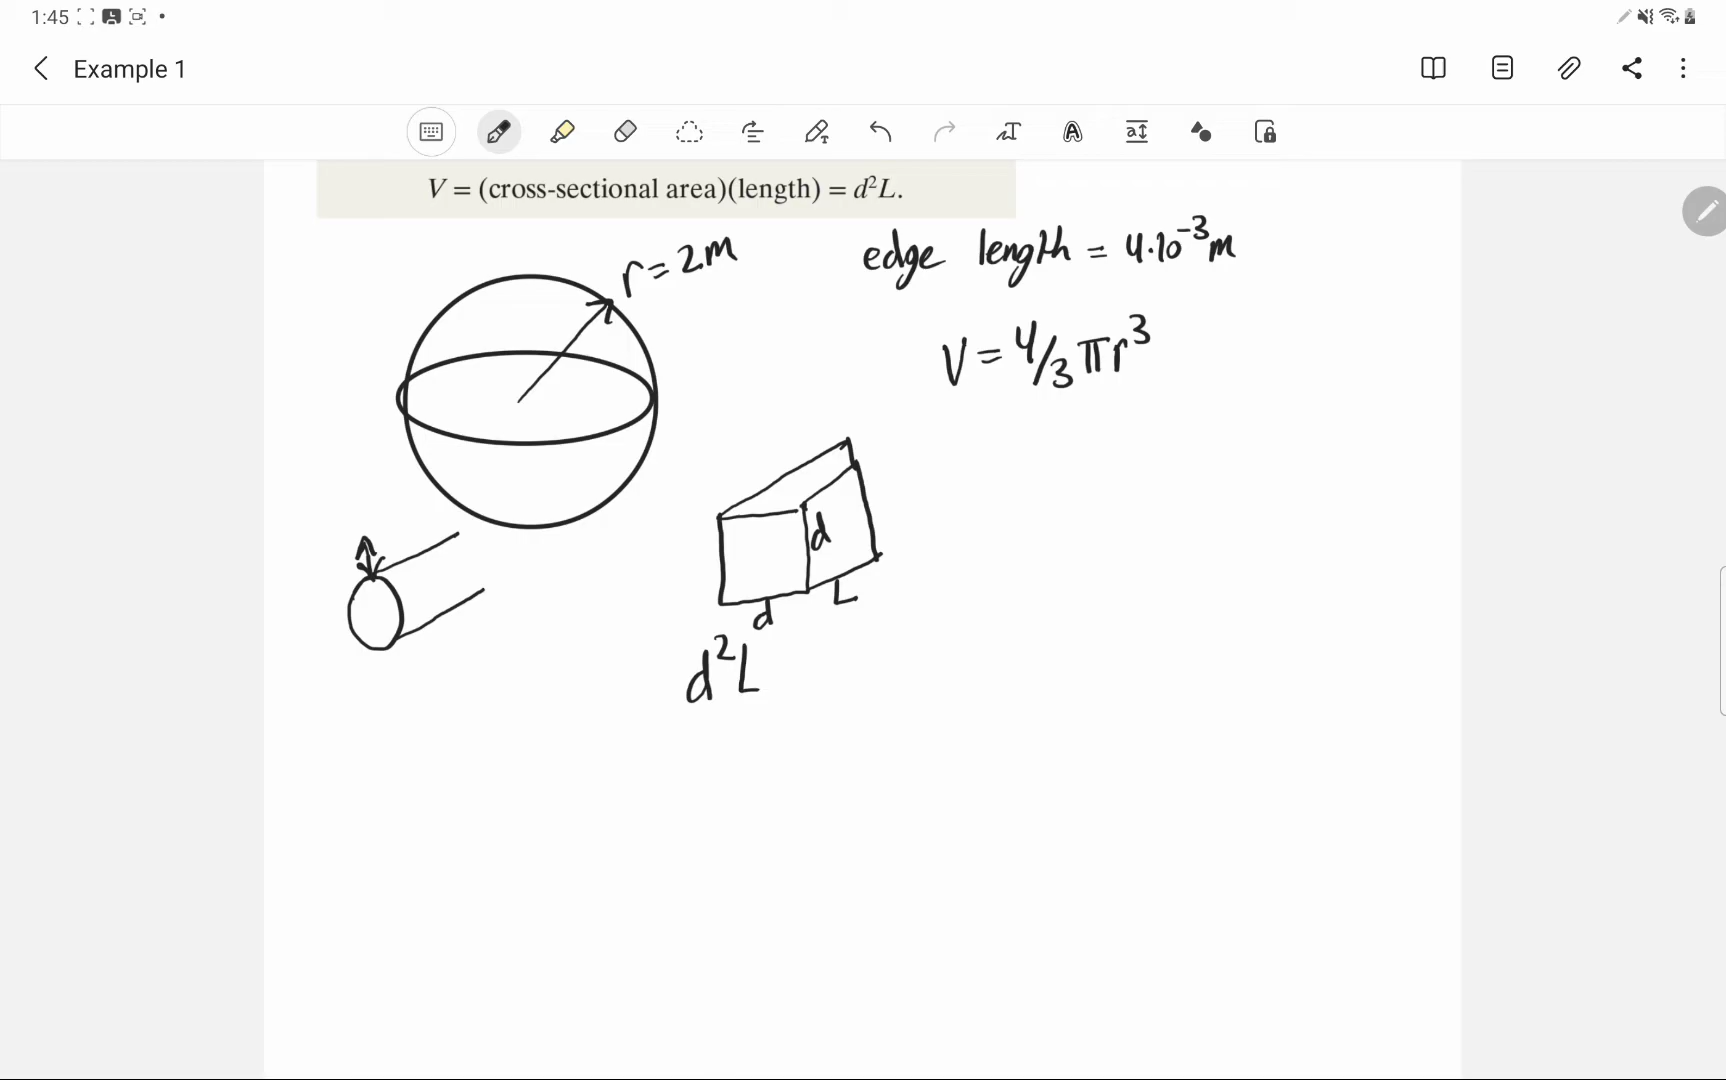 1:45
Example 1
V = (cross-sectional area)(length) = d²L.
r = 2m
edge length = 4·10⁻³m
V = 4/3 πr³
d
d
L
d²L